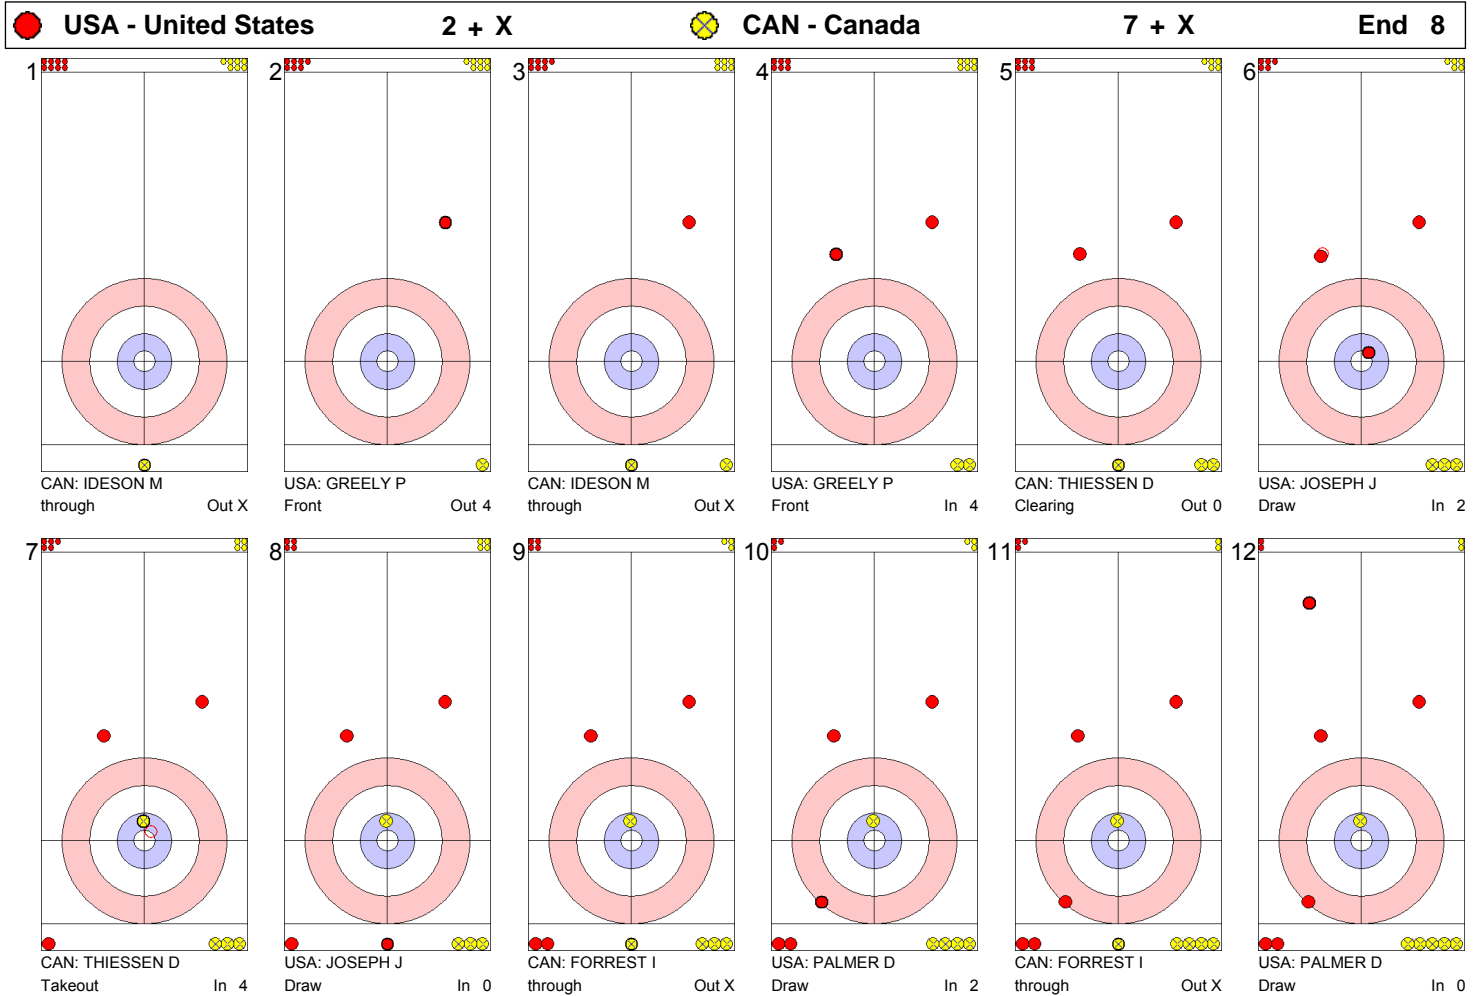 USA - United States 2 + X CAN - Canada 7 + X End 8
1 2 3 4 5 6
CAN: IDESON M USA: GREELY P CAN: IDESON M USA: GREELY P CAN: THIESSEN D USA: JOSEPH J
through Out X Front Out 4 through Out X Front In 4 Clearing Out 0 Draw In 2
7 8 9 10 11 12
CAN: THIESSEN D USA: JOSEPH J CAN: FORREST I USA: PALMER D CAN: FORREST I USA: PALMER D
Takeout In 4 Draw In 0 through Out X Draw In 2 through Out X Draw In 0